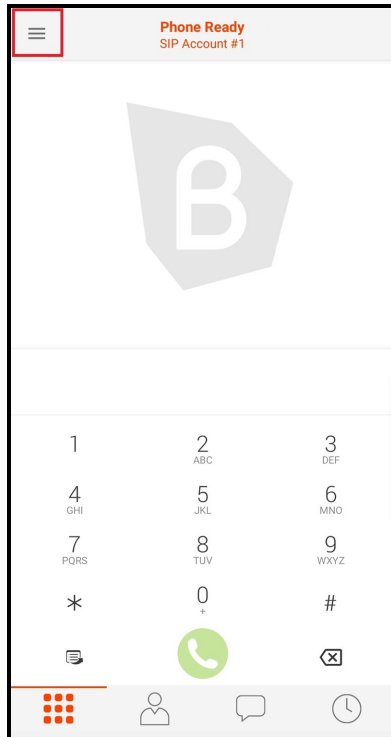 Phone Ready
SIP Account #1
B
1 2 3
ABC DEF
4 5 6
GHI JKL MNO
7 8 9
PQRS TUV WXYZ
* 0 #
+